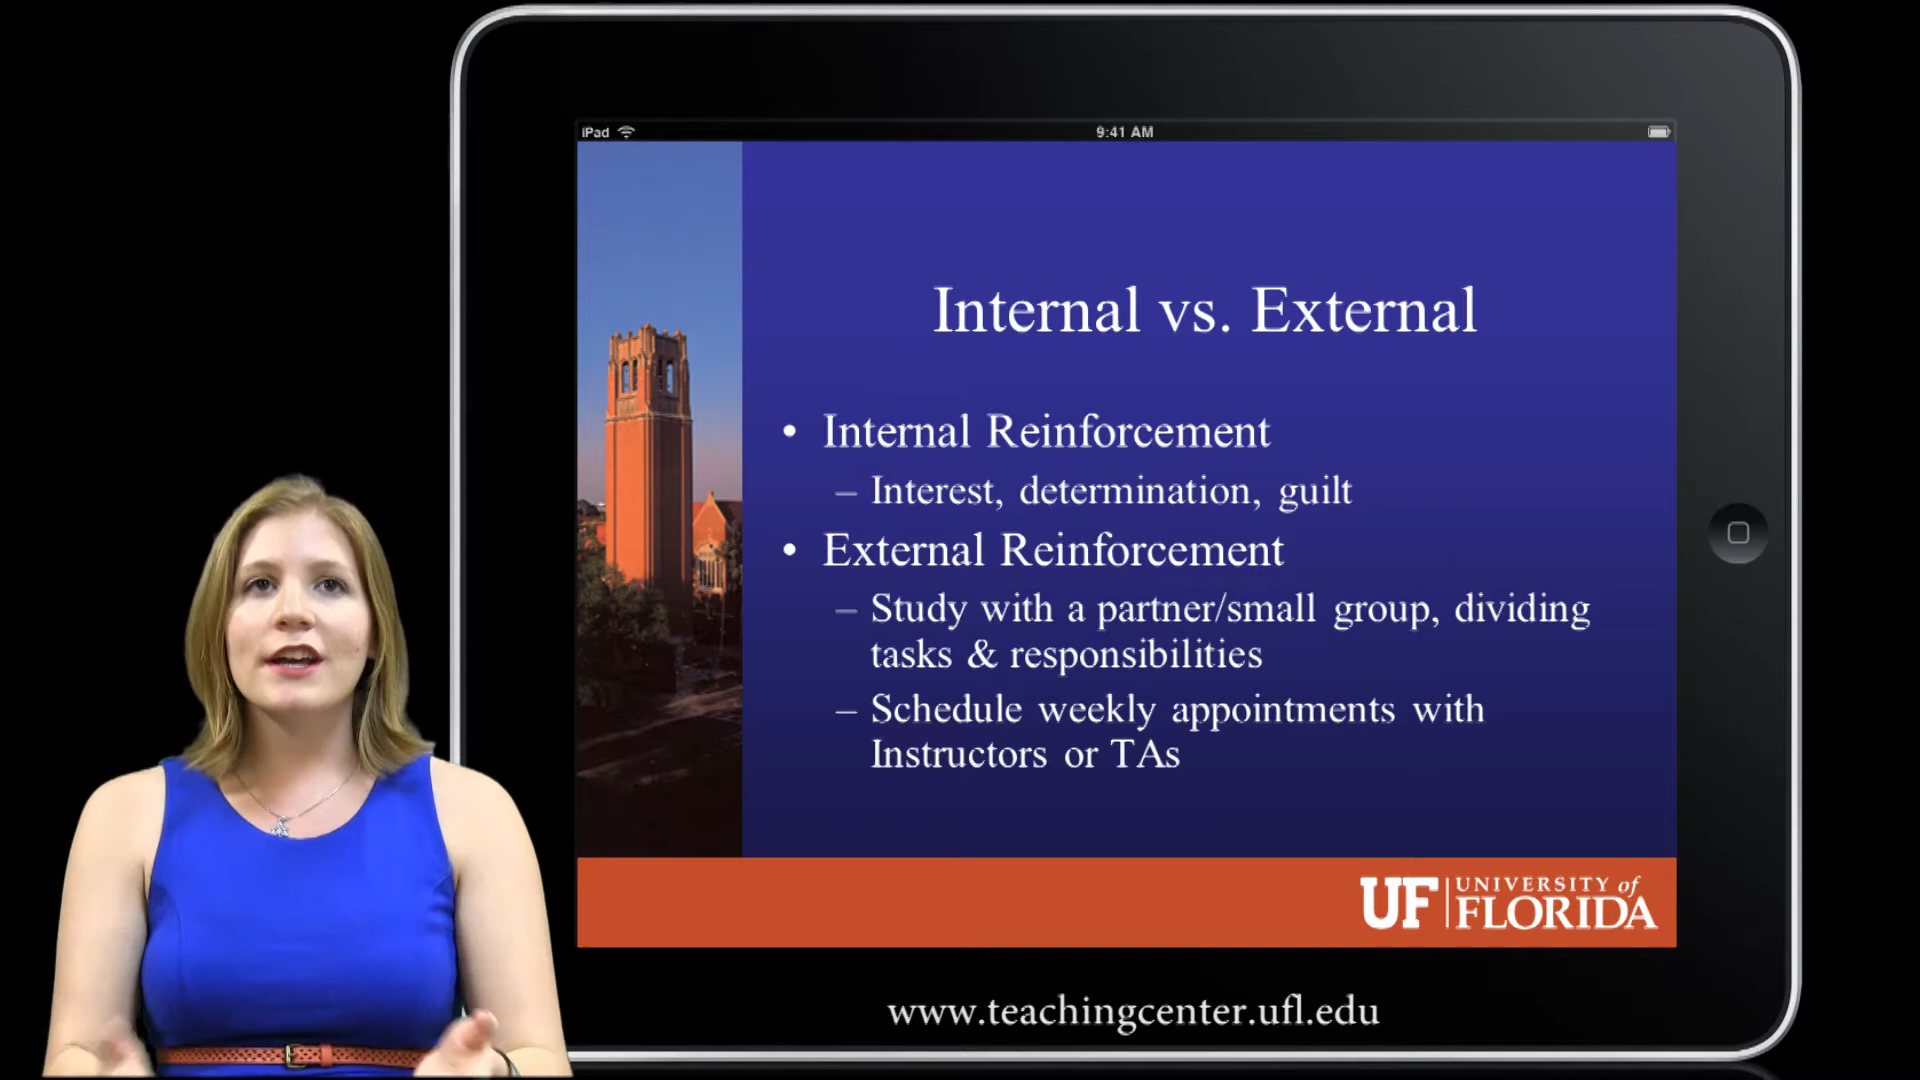 iPad
9:41 AM
Internal vs. External
• Internal Reinforcement
– Interest, determination, guilt
• External Reinforcement
– Study with a partner/small group, dividing
tasks & responsibilities
– Schedule weekly appointments with
Instructors or TAs
UF UNIVERSITY of
FLORIDA
www.teachingcenter.ufl.edu